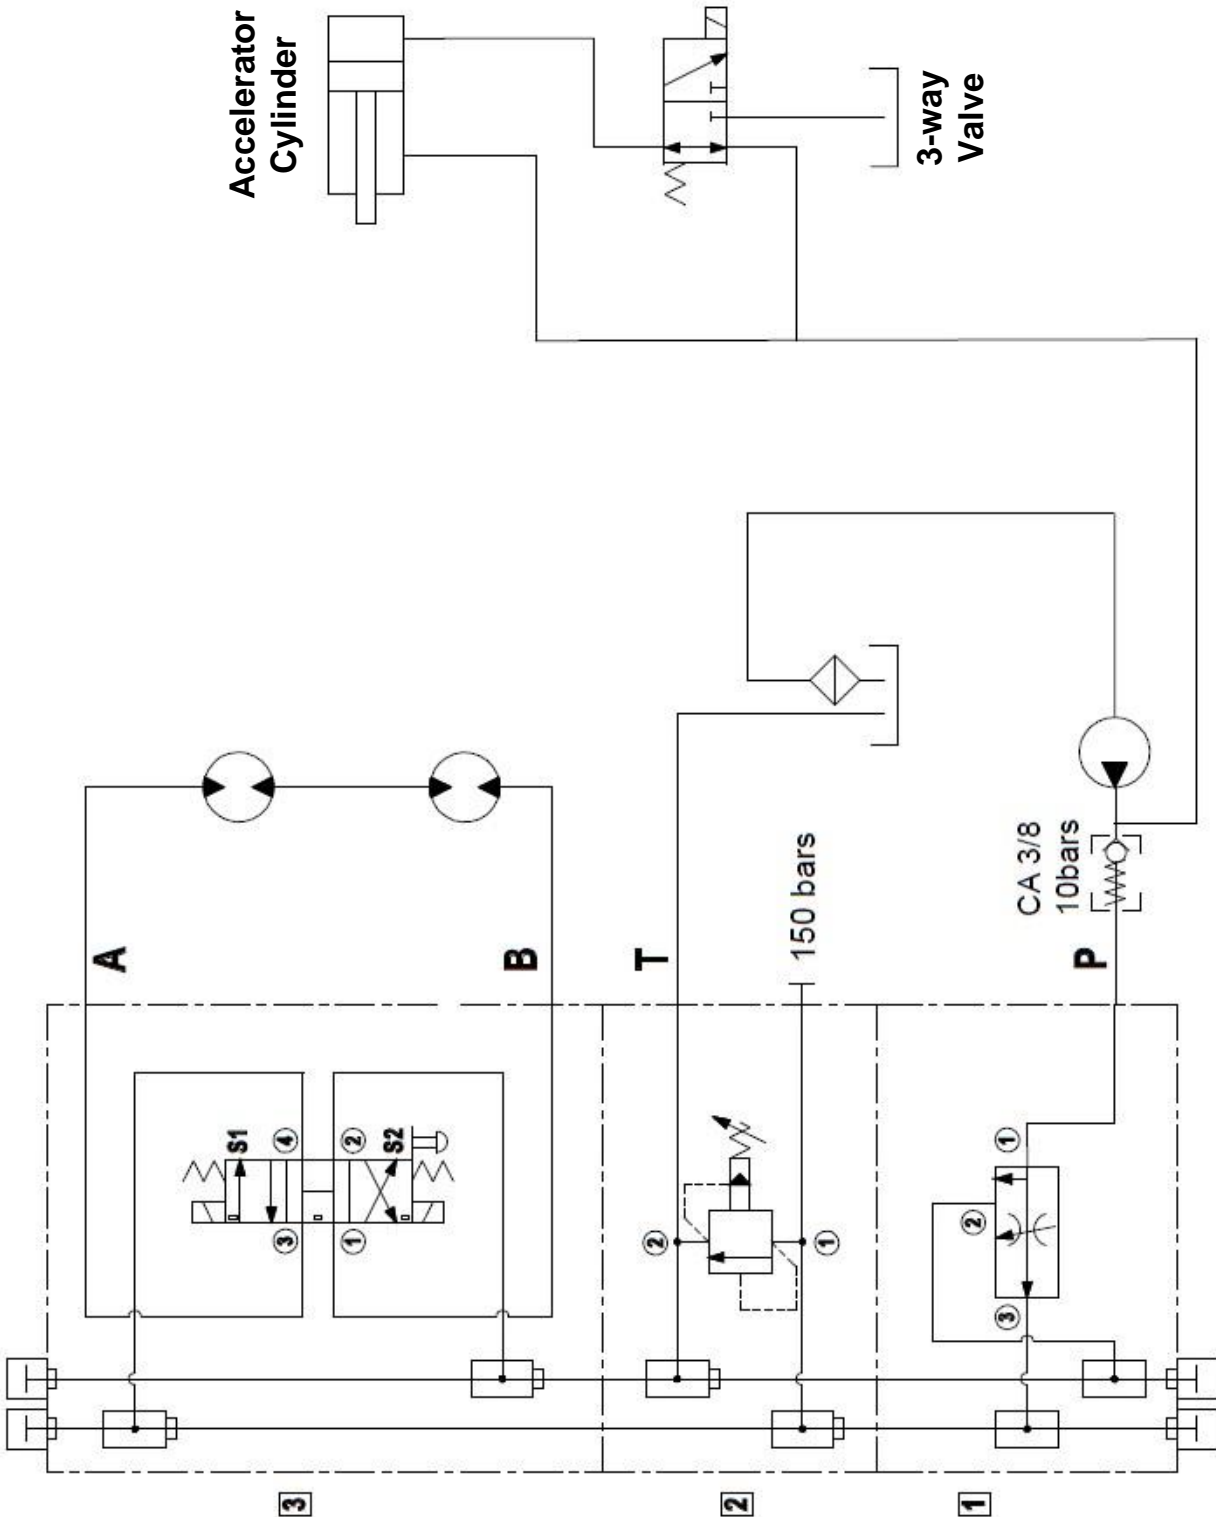 Accelerator
Cylinder
3-way
Valve
A
B
T
P
150 bars
CA 3/8
10bars
S1
④
②
S2
③
①
②
①
①
②
③
3
2
1